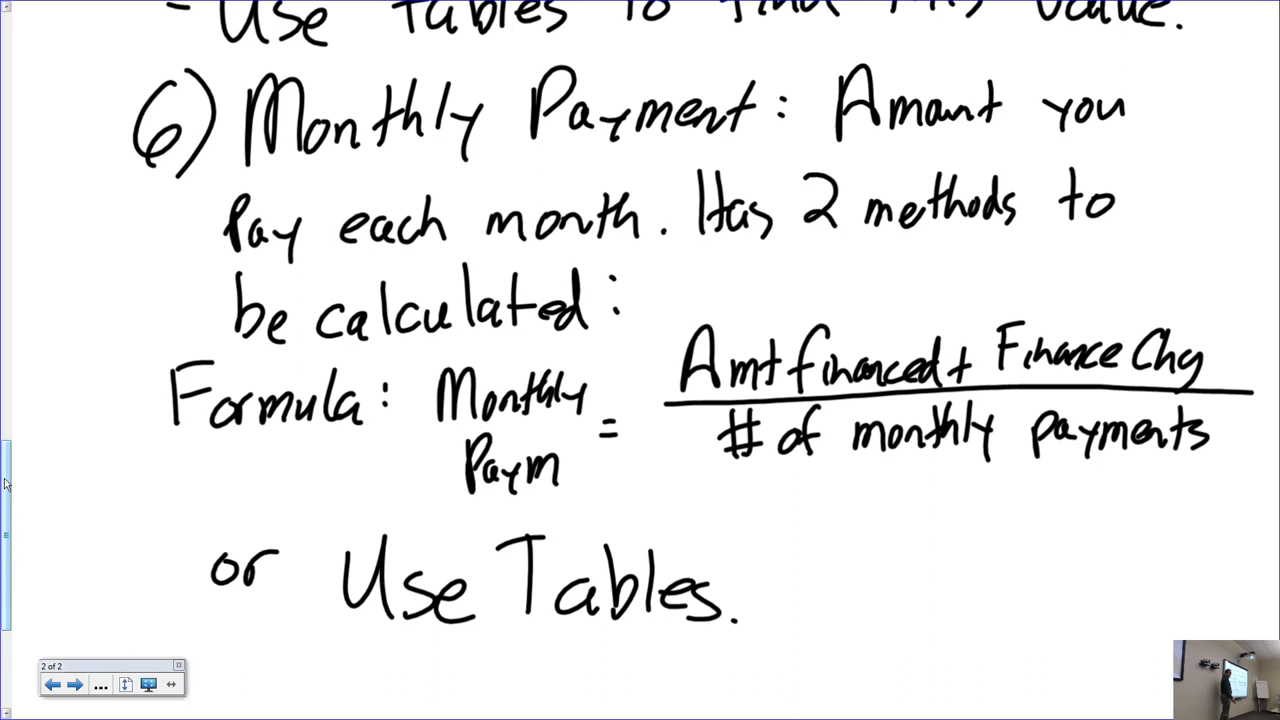 - Use Tables to find this value.
6) Monthly Payment: Amount you
Pay each month. Has 2 methods to
be calculated:
Formula: Monthly Paym = Amt financed + Finance Chg
# of monthly payments
or Use Tables.
2 of 2